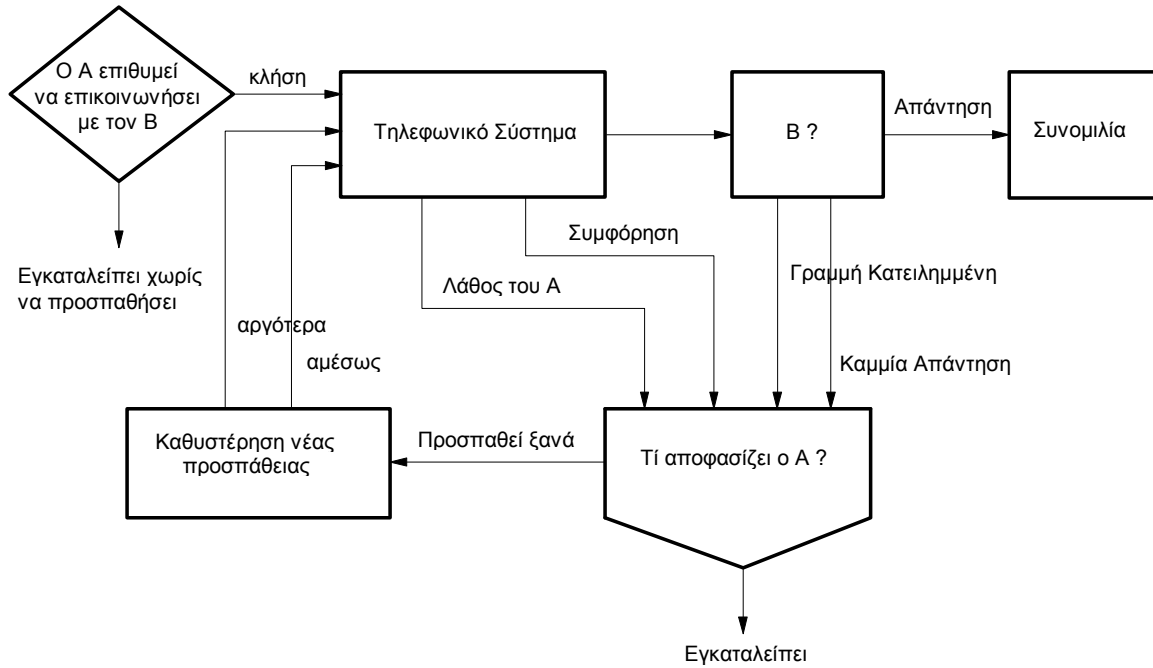 Ο Α επιθυμεί
να επικοινωνήσει
με τον Β
κλήση
Τηλεφωνικό Σύστημα
Β ?
Απάντηση
Συνομιλία
Εγκαταλείπει χωρίς
να προσπαθήσει
Συμφόρηση
Λάθος του Α
Γραμμή Κατειλημμένη
Καμμία Απάντηση
αργότερα
αμέσως
Καθυστέρηση νέας
προσπάθειας
Προσπαθεί ξανά
Τί αποφασίζει ο Α ?
Εγκαταλείπει